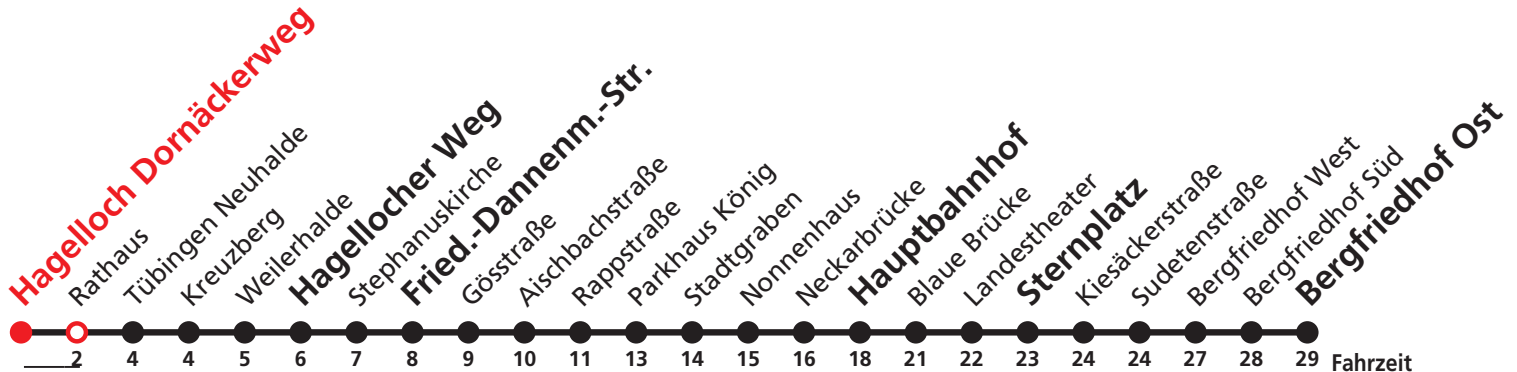 Hagelloch Dornäckerweg
Rathaus
Tübingen Neuhalde
Kreuzberg
Weilerhalde
Hagellocher Weg
Stephanuskirche
Fried.-Dannenm.-Str.
Gösstraße
Aischbachstraße
Rappstraße
Parkhaus König
Stadtgraben
Nonnenhaus
Neckarbrücke
Hauptbahnhof
Blaue Brücke
Landestheater
Sternplatz
Kiesäckerstraße
Sudetenstraße
Bergfriedhof West
Bergfriedhof Süd
Bergfriedhof Ost
2 4 4 5 6 7 8 9 10 11 13 14 15 16 18 21 22 23 24 24 27 28 29 Fahrzeit